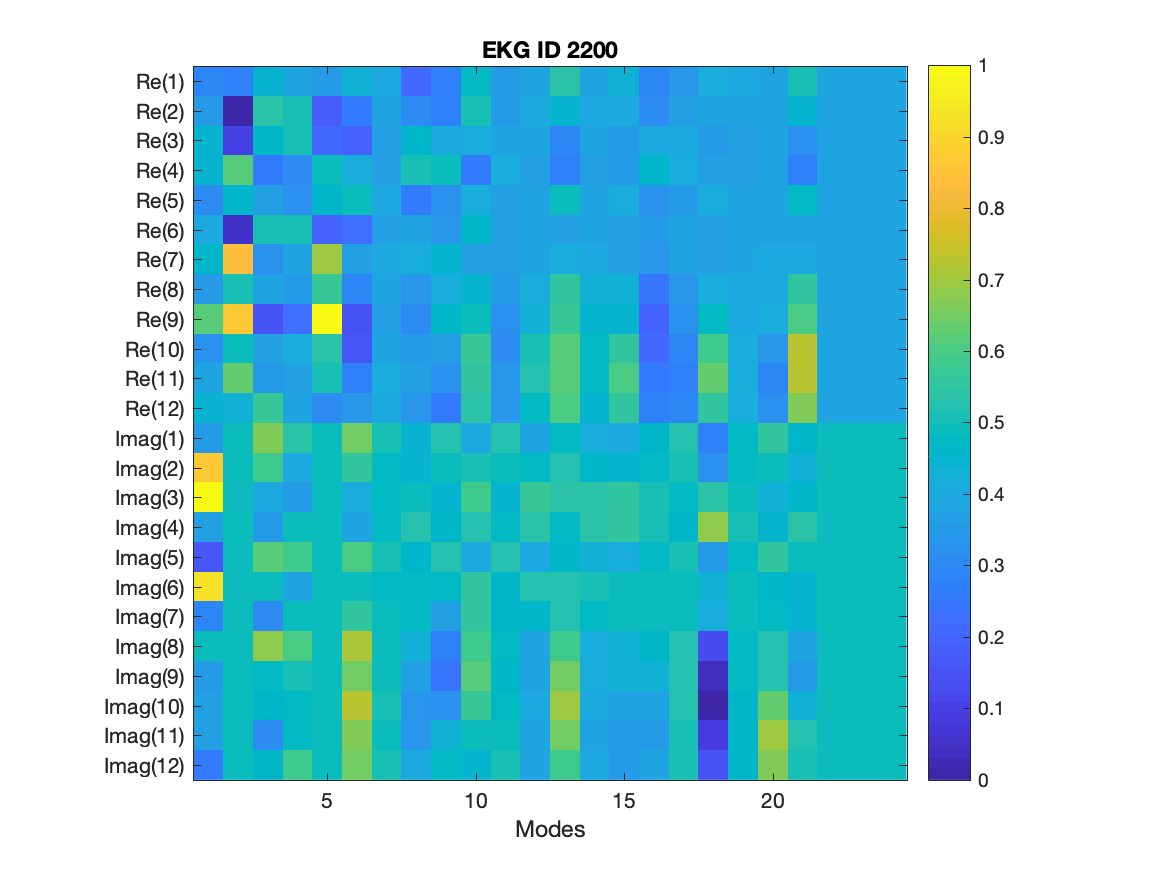 EKG ID 2200
Re(1)
Re(2)
Re(3)
Re(4)
Re(5)
Re(6)
Re(7)
Re(8)
Re(9)
Re(10)
Re(11)
Re(12)
Imag(1)
Imag(2)
Imag(3)
Imag(4)
Imag(5)
Imag(6)
Imag(7)
Imag(8)
Imag(9)
Imag(10)
Imag(11)
Imag(12)
5 10 15 20
Modes
1
0.9
0.8
0.7
0.6
0.5
0.4
0.3
0.2
0.1
0